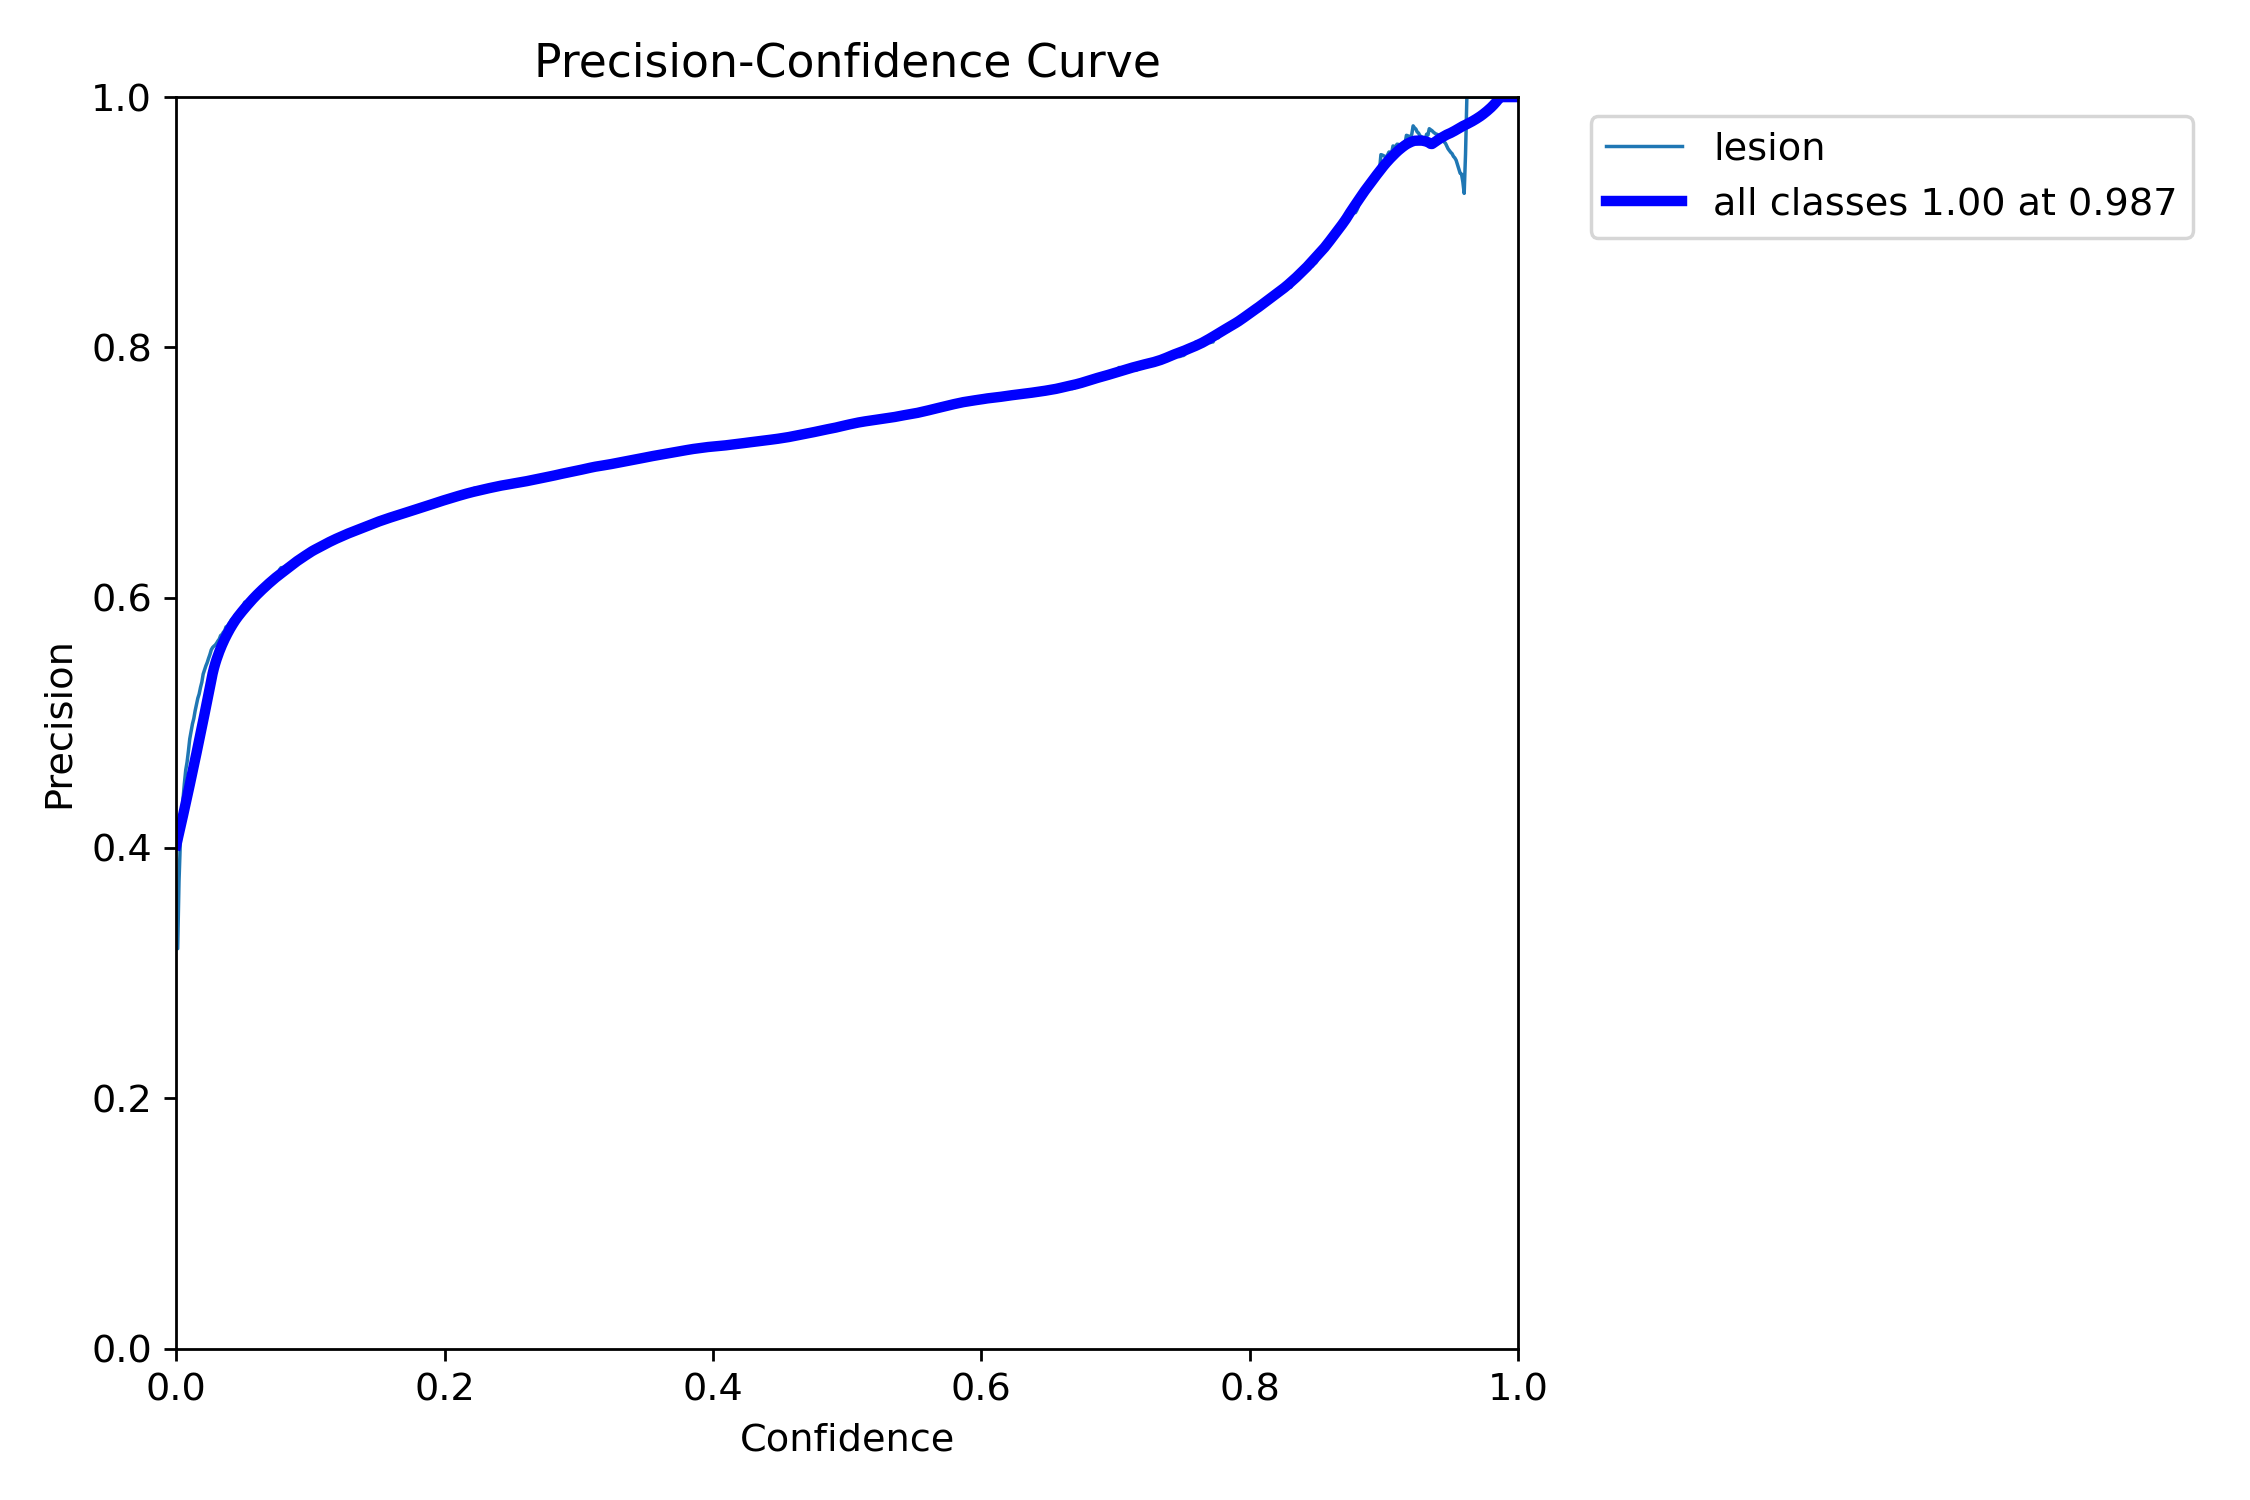 Precision-Confidence Curve
1.0
0.8
0.6
0.4
0.2
0.0
Precision
0.0 0.2 0.4 0.6 0.8 1.0
Confidence
lesion
all classes 1.00 at 0.987